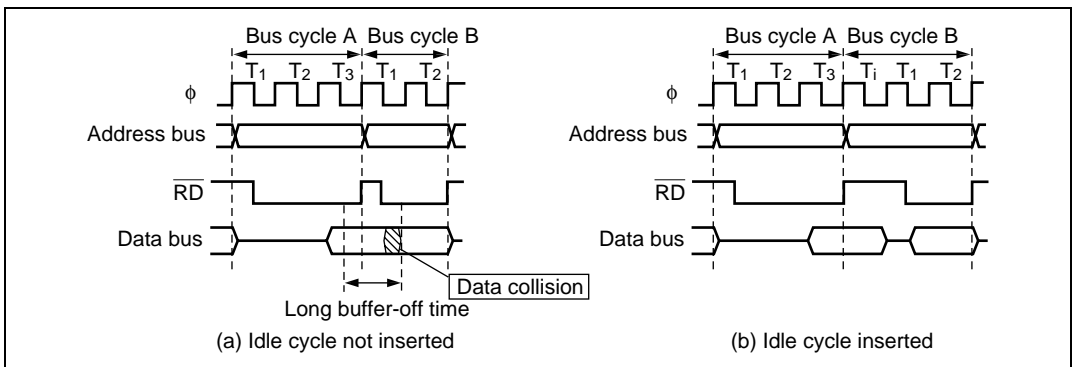 Bus cycle A Bus cycle B
T1 T2 T3 T1 T2
ϕ
Address bus
RD
Data bus
Data collision
Long buffer-off time
(a) Idle cycle not inserted
Bus cycle A Bus cycle B
T1 T2 T3 Ti T1 T2
ϕ
Address bus
RD
Data bus
(b) Idle cycle inserted